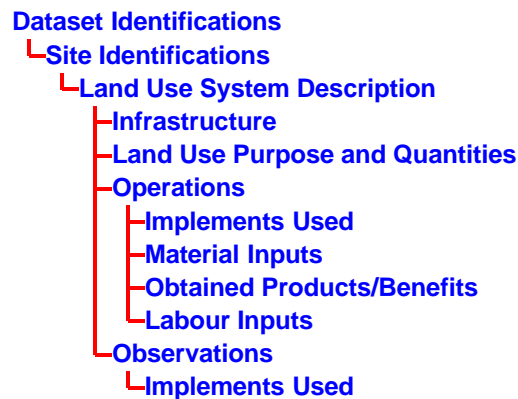 Dataset Identifications
Site Identifications
Land Use System Description
Infrastructure
Land Use Purpose and Quantities
Operations
Implements Used
Material Inputs
Obtained Products/Benefits
Labour Inputs
Observations
Implements Used